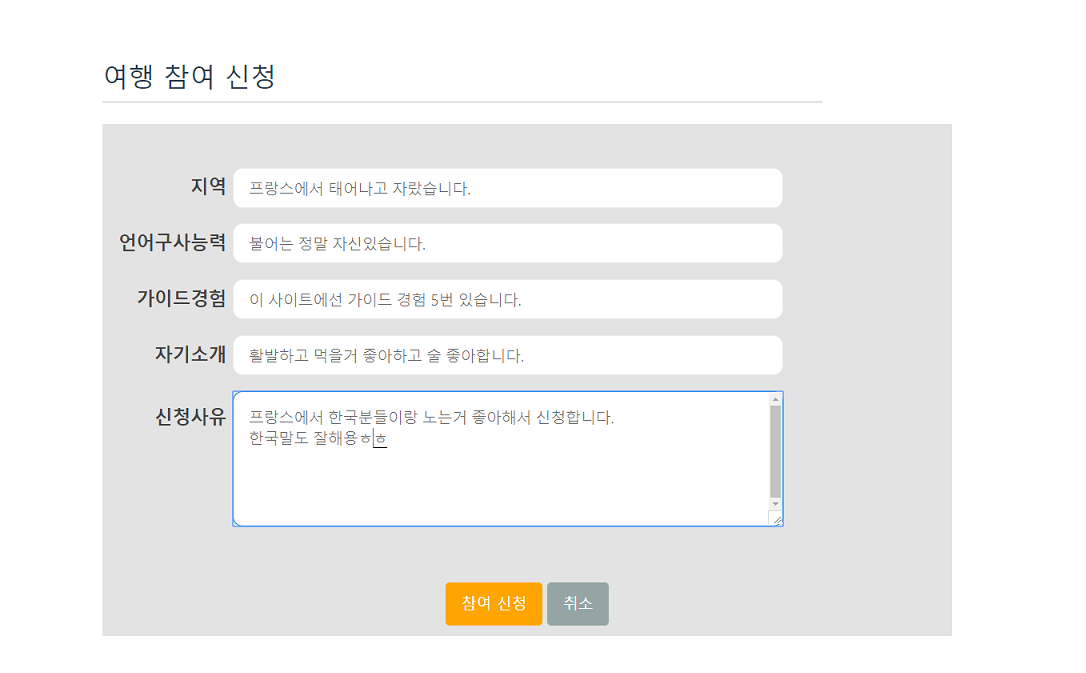 여행 참여 신청
지역 프랑스에서 태어나고 자랐습니다.
언어구사능력 불어는 정말 자신있습니다.
가이드경험 이 사이트에선 가이드 경험 5번 있습니다.
자기소개 활발하고 먹을거 좋아하고 술 좋아합니다.
신청사유 프랑스에서 한국분들이랑 노는거 좋아해서 신청합니다.
한국말도 잘해용ㅎㅎ
참여 신청 취소